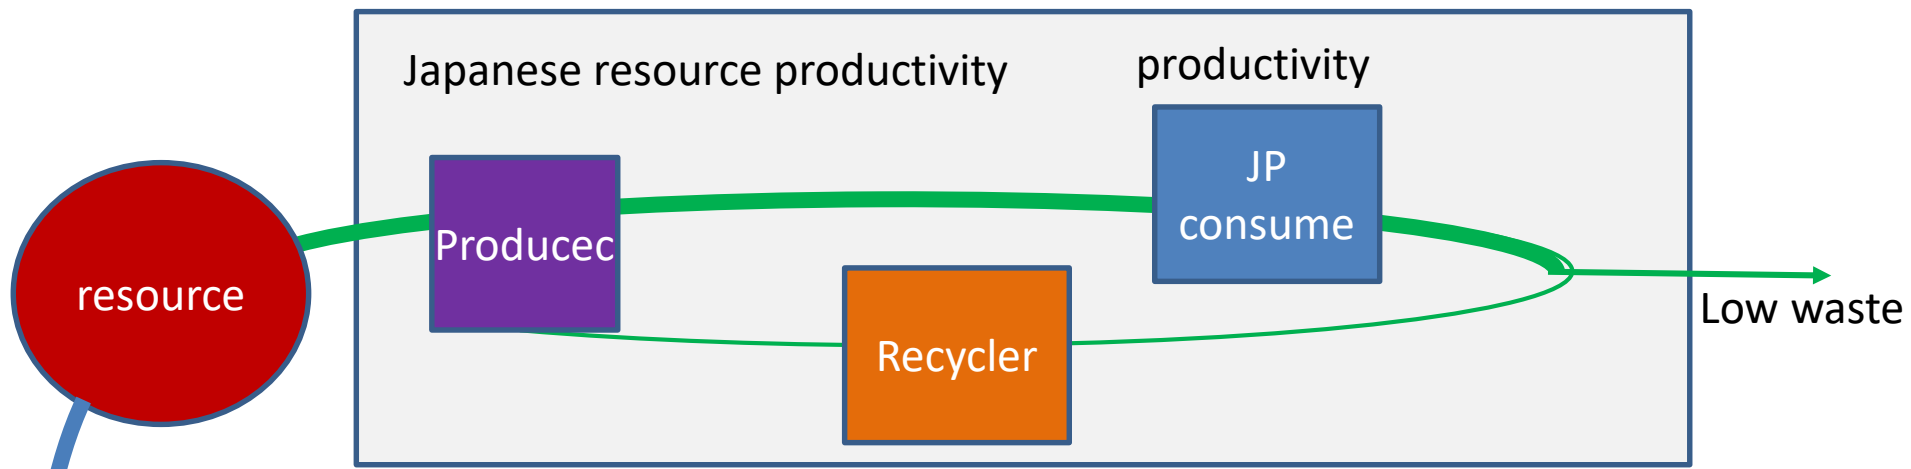 Japanese resource productivity
productivity
resource
Producec
JP
consume
Recycler
Low waste